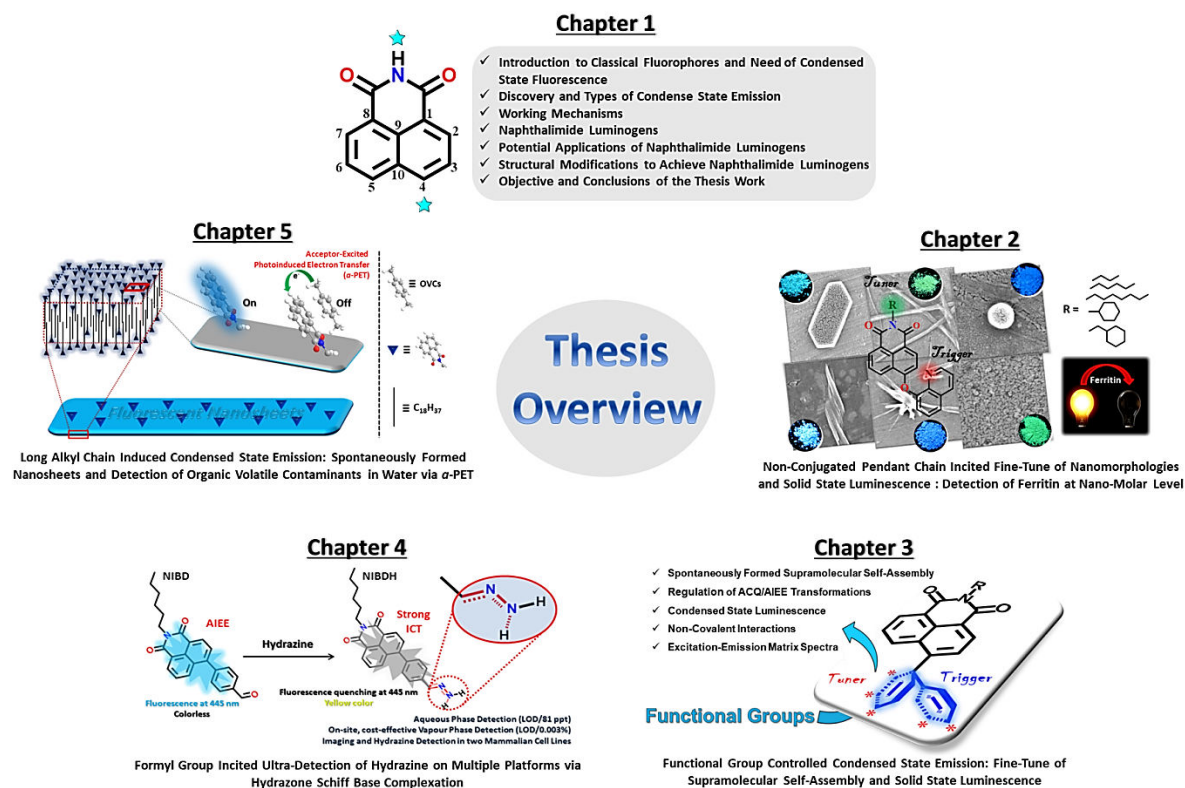 Chapter 1
H
N
O
O
8
1
7
9
2
6
10
3
5
4
✓ Introduction to Classical Fluorophores and Need of Condensed
State Fluorescence
✓ Discovery and Types of Condense State Emission
✓ Working Mechanisms
✓ Naphthalimide Luminogens
✓ Potential Applications of Naphthalimide Luminogens
✓ Structural Modifications to Achieve Naphthalimide Luminogens
✓ Objective and Conclusions of the Thesis Work
Thesis
Overview
Chapter 2
Tuner
R
N
O
O
Trigger
O
R =
Ferritin
Non-Conjugated Pendant Chain Incited Fine-Tune of Nanomorphologies
and Solid State Luminescence : Detection of Ferritin at Nano-Molar Level
Chapter 3
✓ Spontaneously Formed Supramolecular Self-Assembly
✓ Regulation of ACQ/AIEE Transformations
✓ Condensed State Luminescence
✓ Non-Covalent Interactions
✓ Excitation-Emission Matrix Spectra
O
N
R
O
Tuner
Trigger
Functional Groups
Functional Group Controlled Condensed State Emission: Fine-Tune of
Supramolecular Self-Assembly and Solid State Luminescence
Chapter 4
NIBD
AIEE
O
N
O
O
Fluorescence at 445 nm
Colorless
Hydrazine
NIBDH
Strong
ICT
O
N
O
Fluorescence quenching at 445 nm
Yellow color
N
N
H
H
Aqueous Phase Detection (LOD/81 ppt)
On-site, cost-effective Vapour Phase Detection (LOD/0.003%)
Imaging and Hydrazine Detection in two Mammalian Cell Lines
Formyl Group Incited Ultra-Detection of Hydrazine on Multiple Platforms via
Hydrazone Schiff Base Complexation
Chapter 5
Acceptor-Excited
Photoinduced Electron Transfer
(a-PET)
e-
On
Off
≡ OVCs
≡
≡ C18H37
Fluorescent Nanosheets
Long Alkyl Chain Induced Condensed State Emission: Spontaneously Formed
Nanosheets and Detection of Organic Volatile Contaminants in Water via a-PET